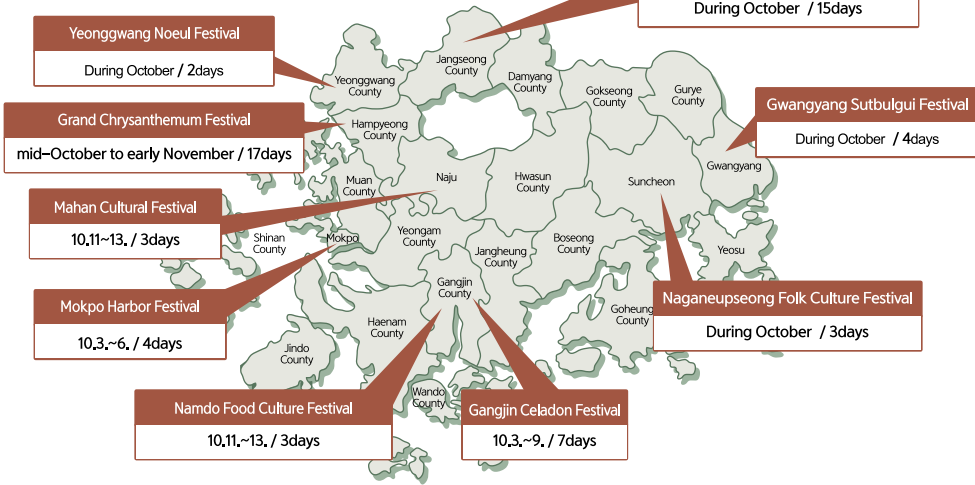 During October / 15days
Yeonggwang Noeul Festival
During October / 2days
Grand Chrysanthemum Festival
mid-October to early November / 17days
Mahan Cultural Festival
10.11~13. / 3days
Mokpo Harbor Festival
10.3.~6. / 4days
Namdo Food Culture Festival
10.11.~13. / 3days
Gangjin Celadon Festival
10.3.~9. / 7days
Naganeupseong Folk Culture Festival
During October / 3days
Gwangyang Sutbulgui Festival
During October / 4days
Yeonggwang
County
Jangseong
County
Damyang
County
Gokseong
County
Gurye
County
Hampyeong
County
Gwangyang
Muan
County
Naju
Hwasun
County
Suncheon
Shinan
County
Mokpo
Yeongam
County
Jangheung
County
Boseong
County
Yeosu
Gangjin
County
Goheung
County
Haenam
County
Jindo
County
Wando
County